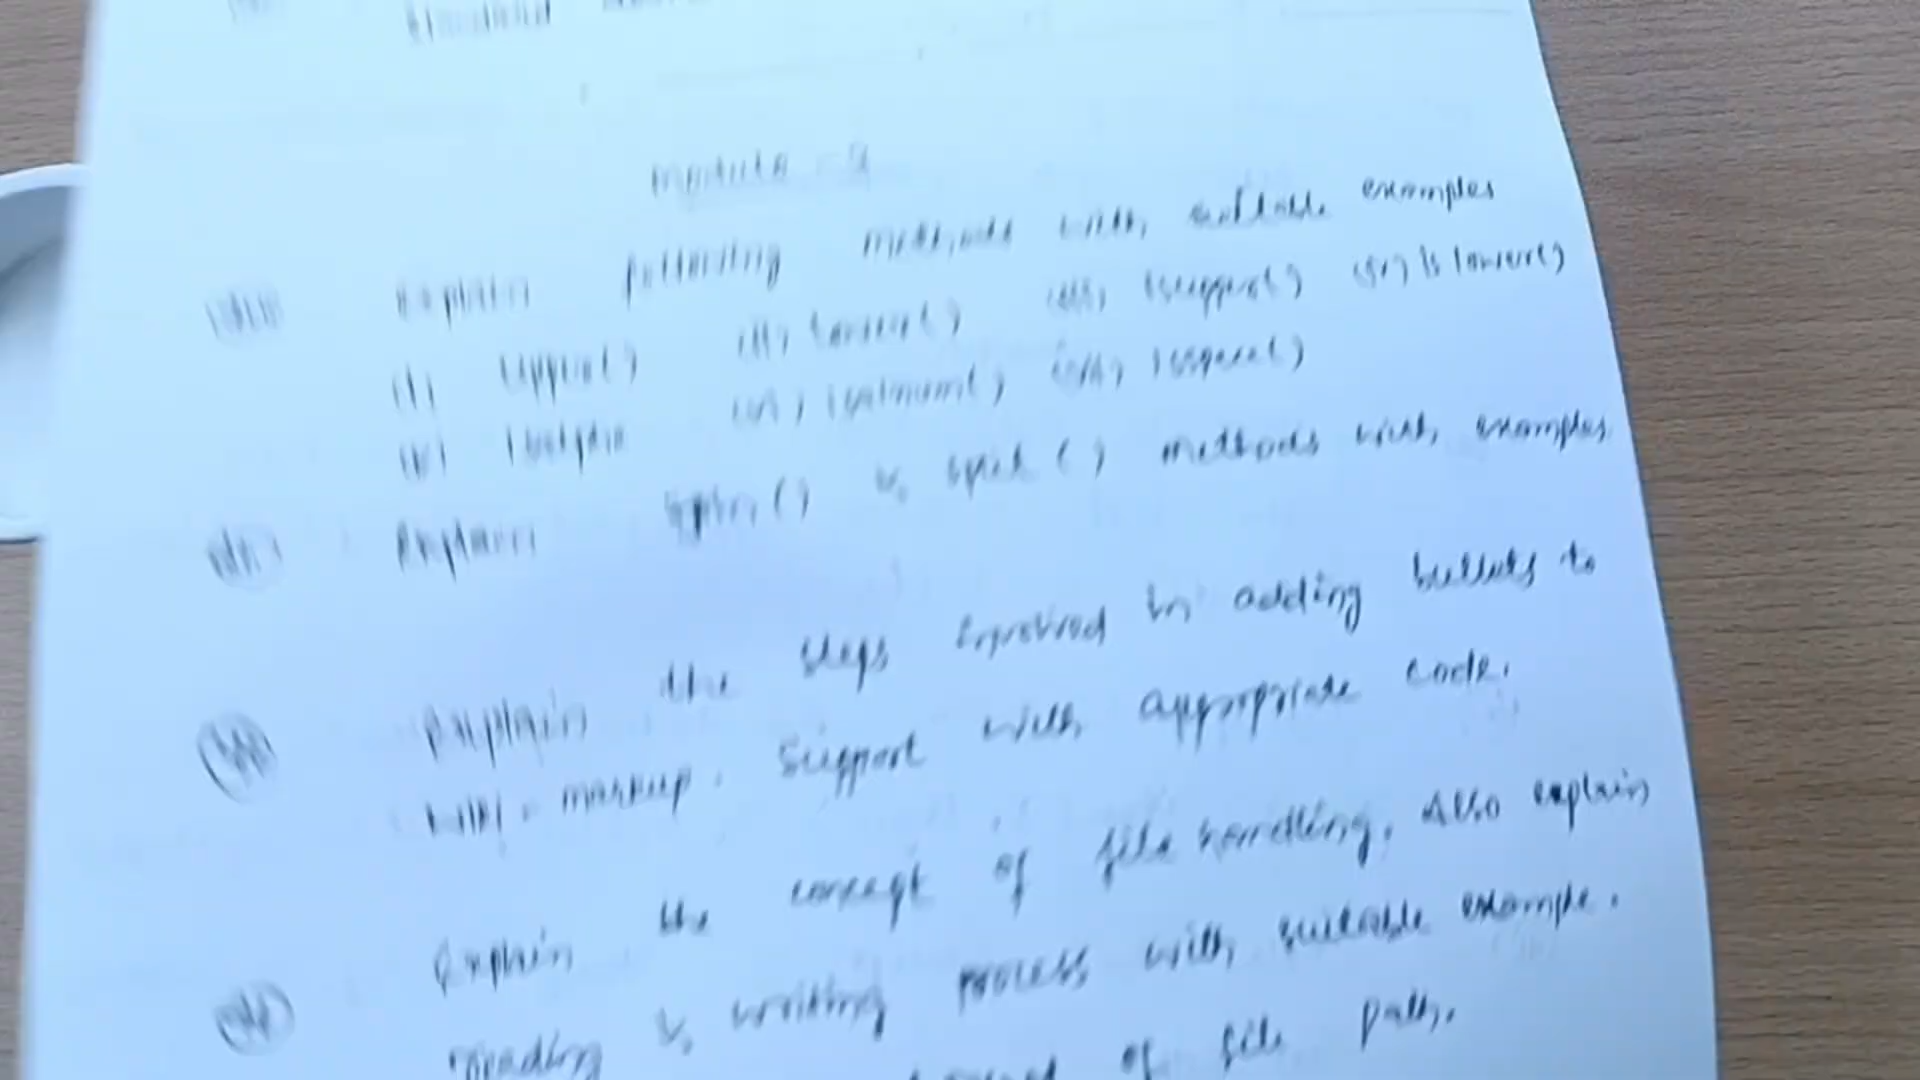 Standard
Module - 3
Explain following methods with suitable examples
(i) upper() (ii) lower() (iii) isupper() (iv) islower()
(v) isalpha (vi) isalnum() (vii) isspace()
Explain join() & split() methods with examples
Explain the steps involved in adding bullets to
wiki - markup. Support with appropriate code.
Explain the concept of file handling. Also explain
reading & writing process with suitable example.
of file path.